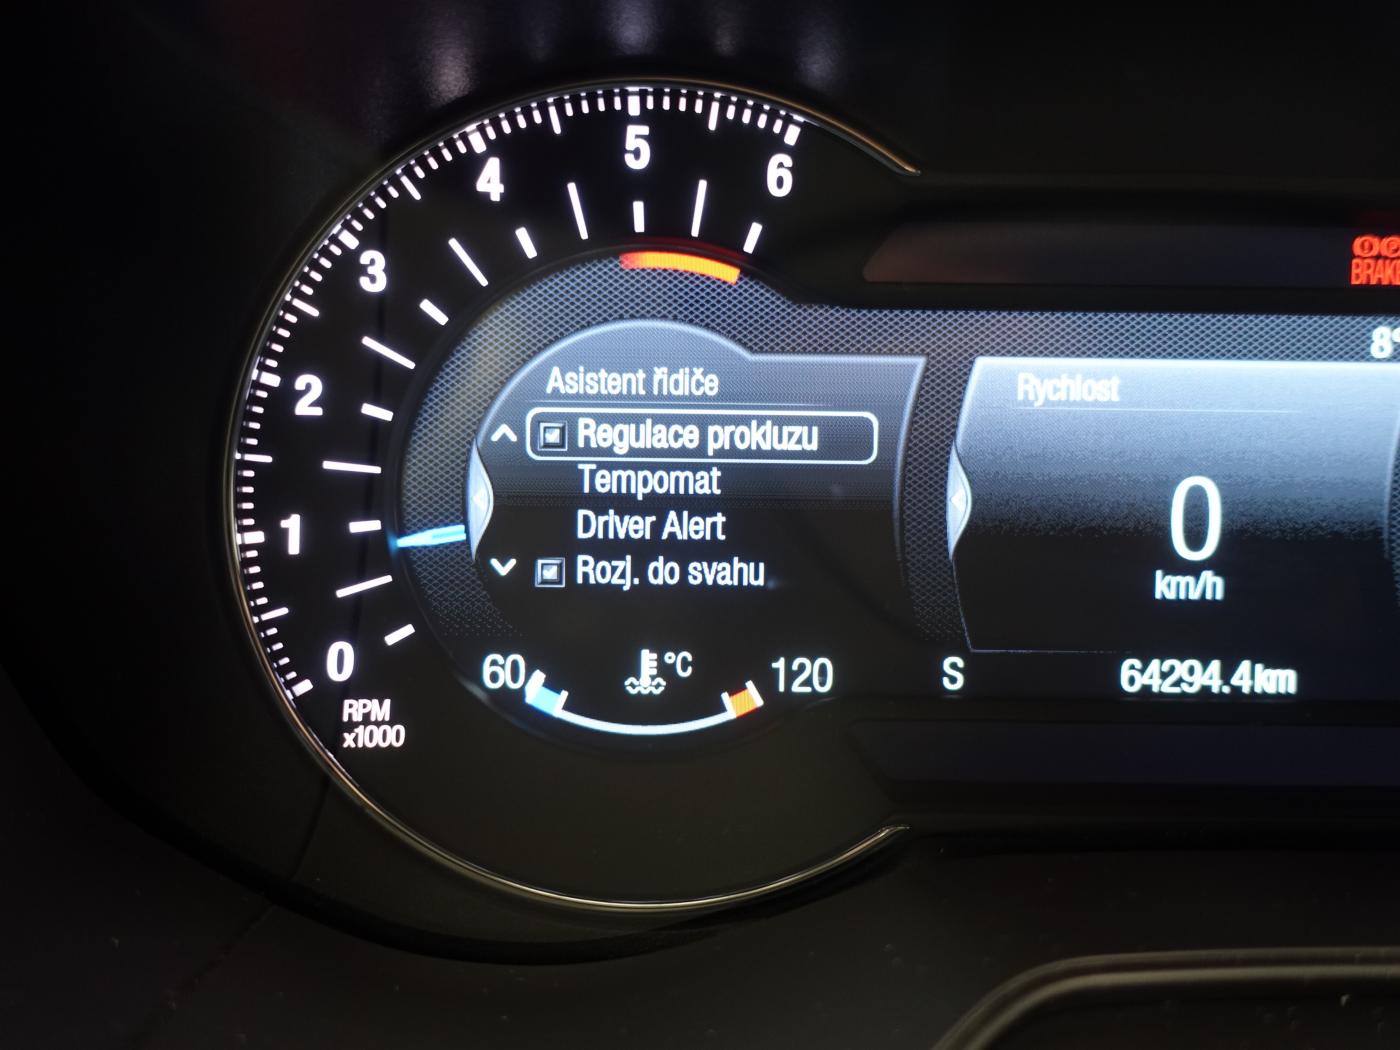 6
5
4
3
2
1
0
RPM
x1000
Asistent řidiče
Regulace prokluzu
Tempomat
Driver Alert
Rozj. do svahu
60
°C
120
S
Rychlost
0
km/h
64294.4km
8°